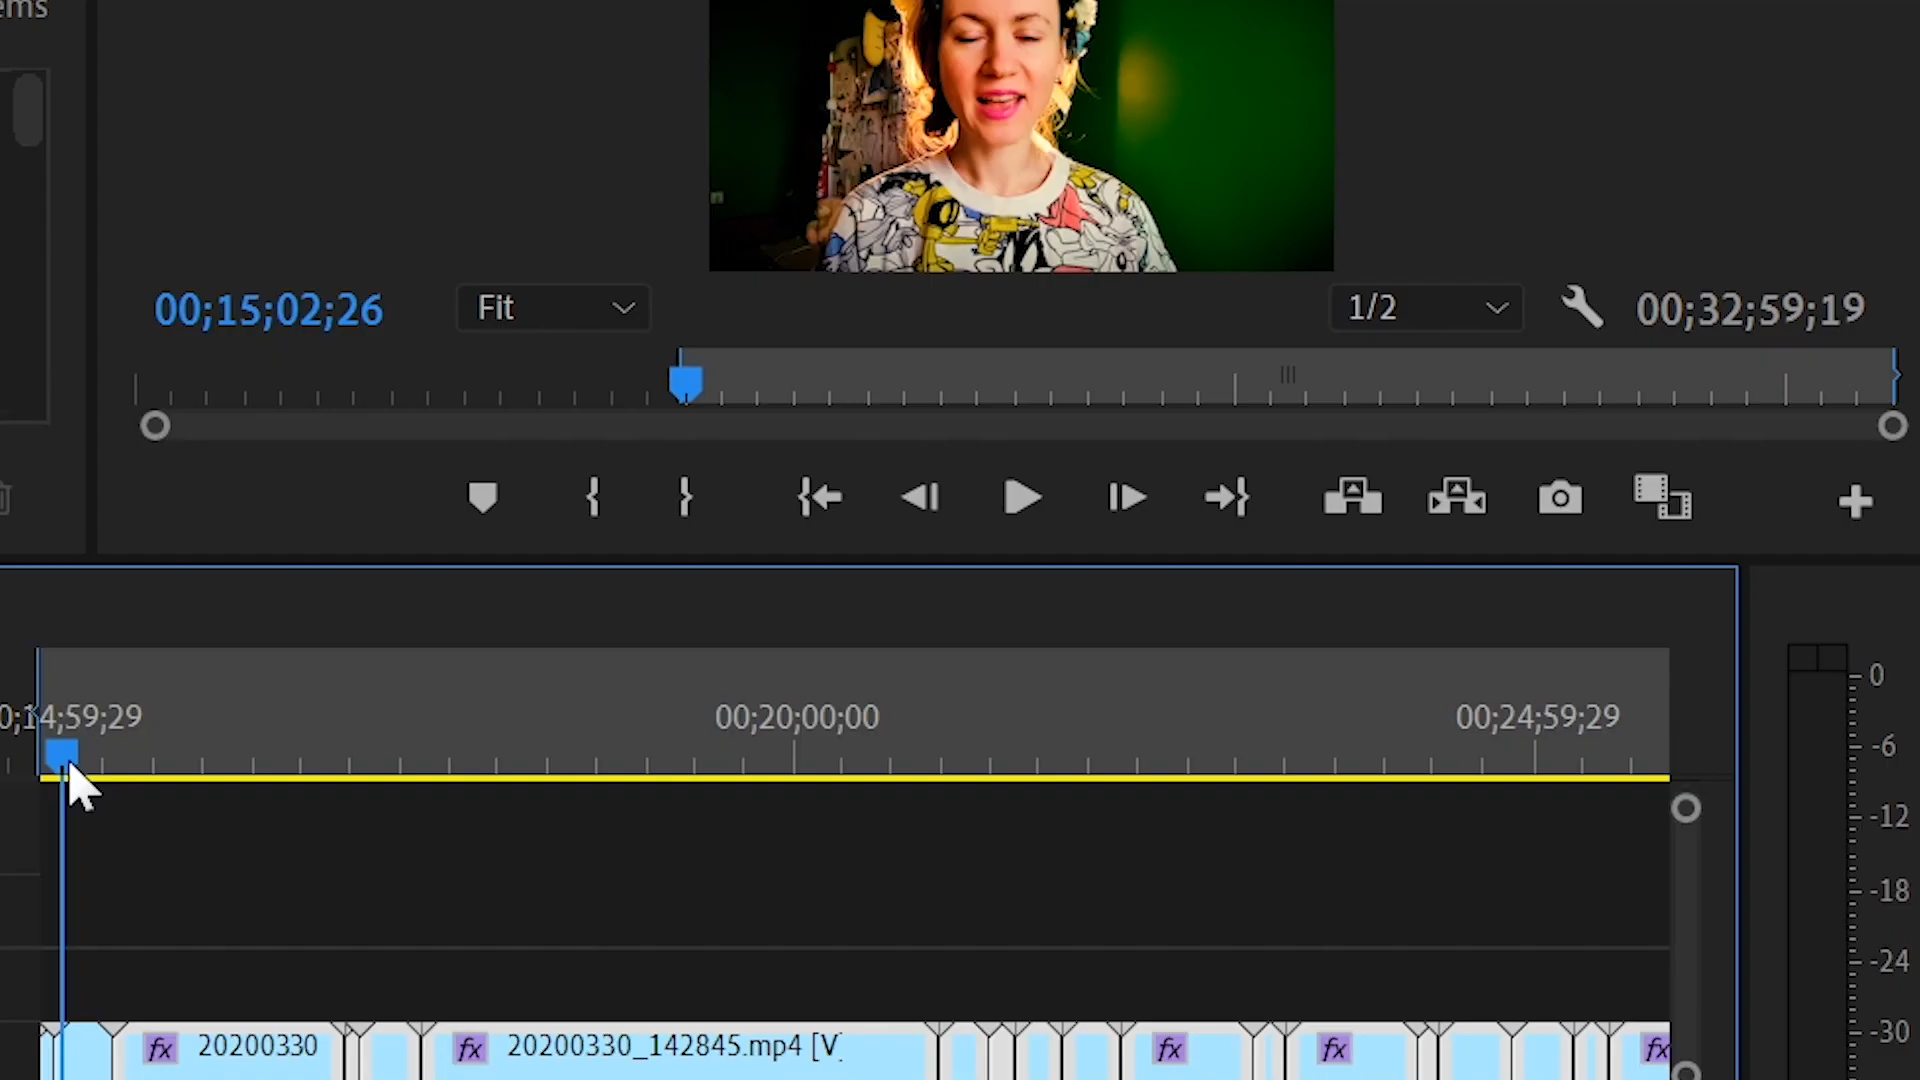 ems
00;15;02;26
Fit
1/2
00;32;59;19
0;14;59;29
00;20;00;00
00;24;59;29
0
-6
-12
-18
-24
-30
fx 20200330
fx 20200330_142845.mp4 [V]
fx
fx
fx